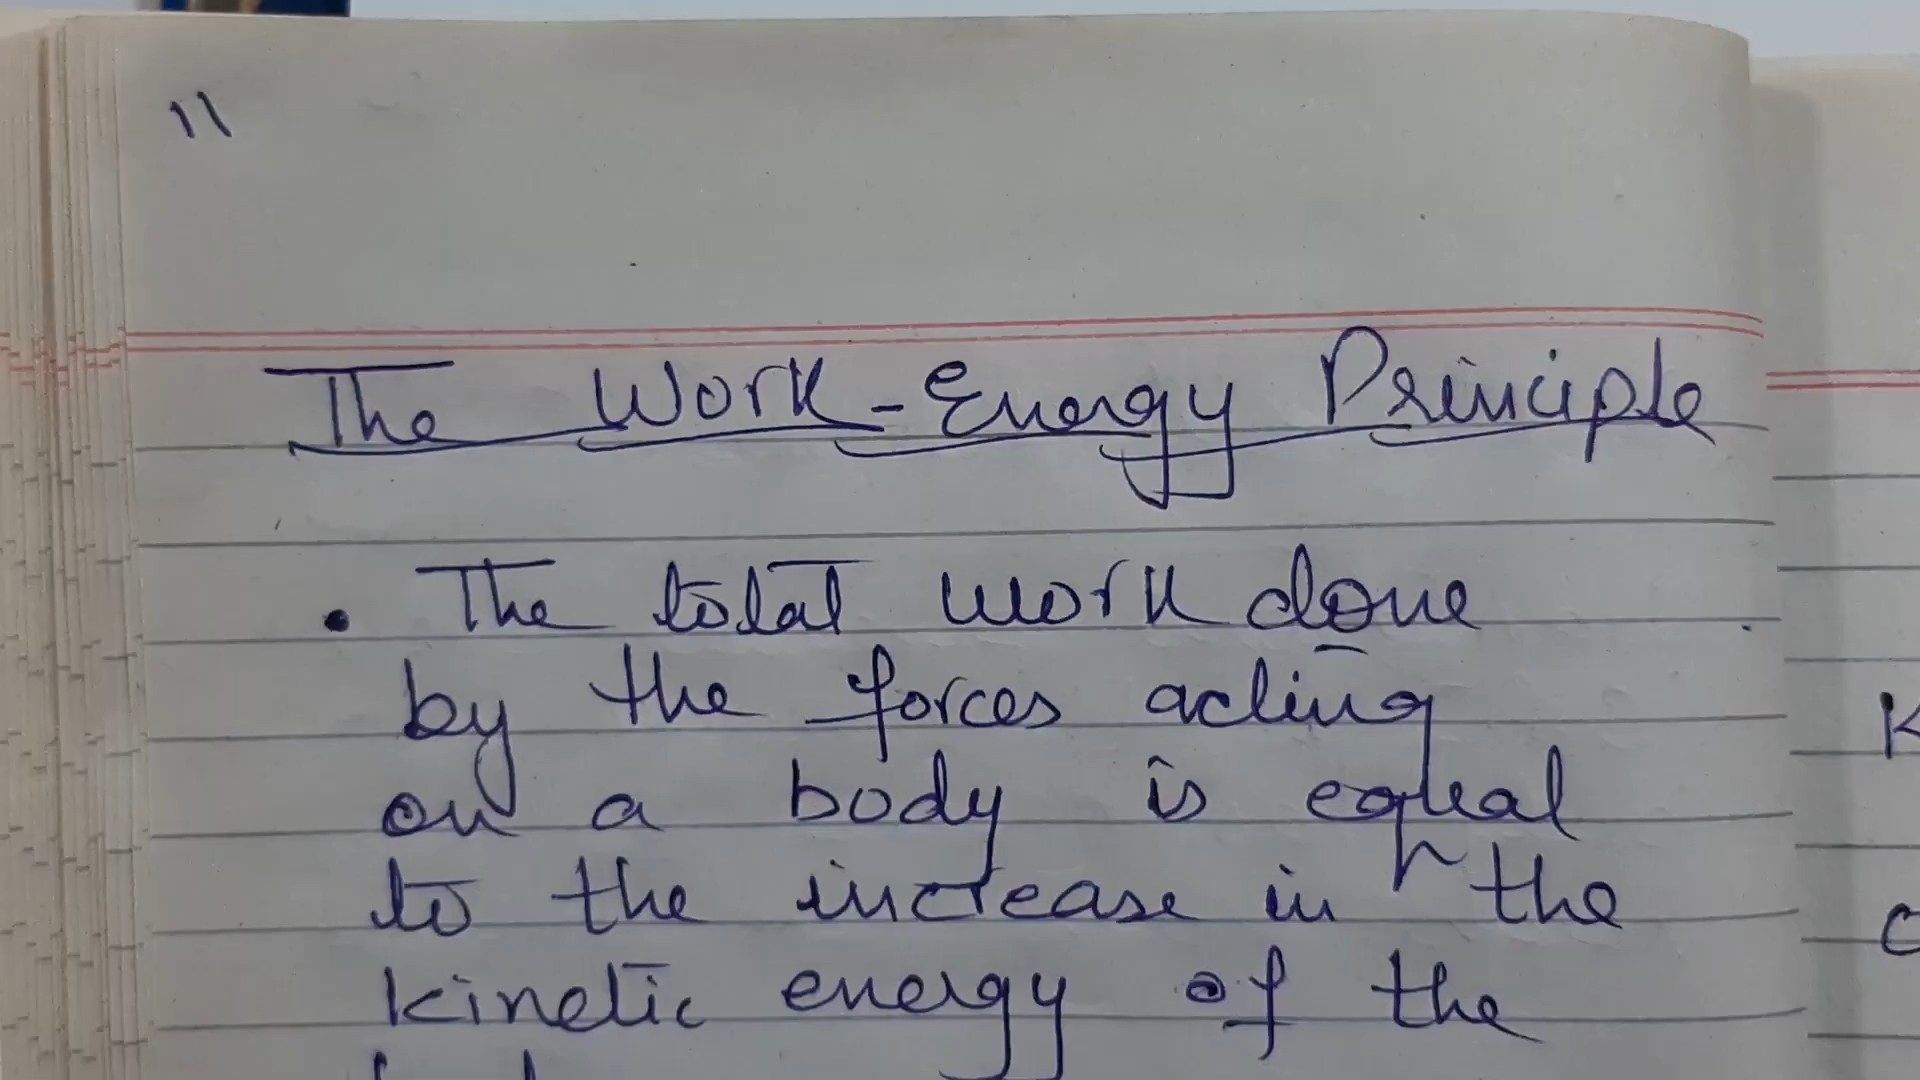 11
The Work-Energy Principle
• The total work done
by the forces acting
on a body is equal
to the increase in the
kinetic energy of the
K
C